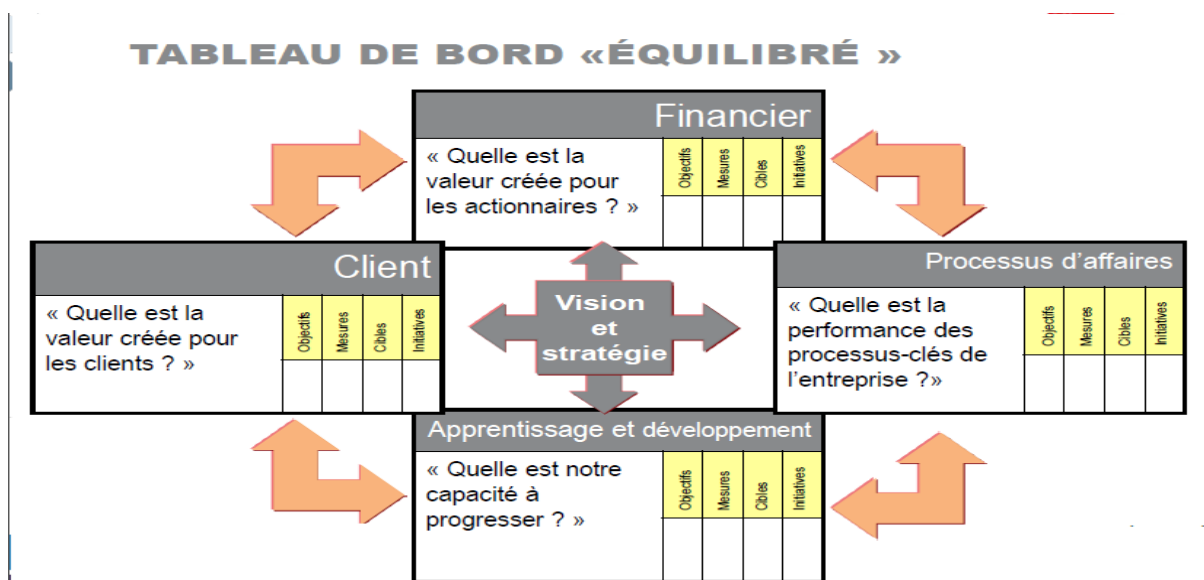 TABLEAU DE BORD «ÉQUILIBRÉ »
Financier
« Quelle est la
valeur créée pour
les actionnaires ? »
Objectifs
Mesures
Cibles
Initiatives
Client
« Quelle est la
valeur créée pour
les clients ? »
Objectifs
Mesures
Cibles
Initiatives
Vision
et
stratégie
Processus d'affaires
« Quelle est la
performance des
processus-clés de
l'entreprise ?»
Objectifs
Mesures
Cibles
Initiatives
Apprentissage et développement
« Quelle est notre
capacité à
progresser ? »
Objectifs
Mesures
Cibles
Initiatives